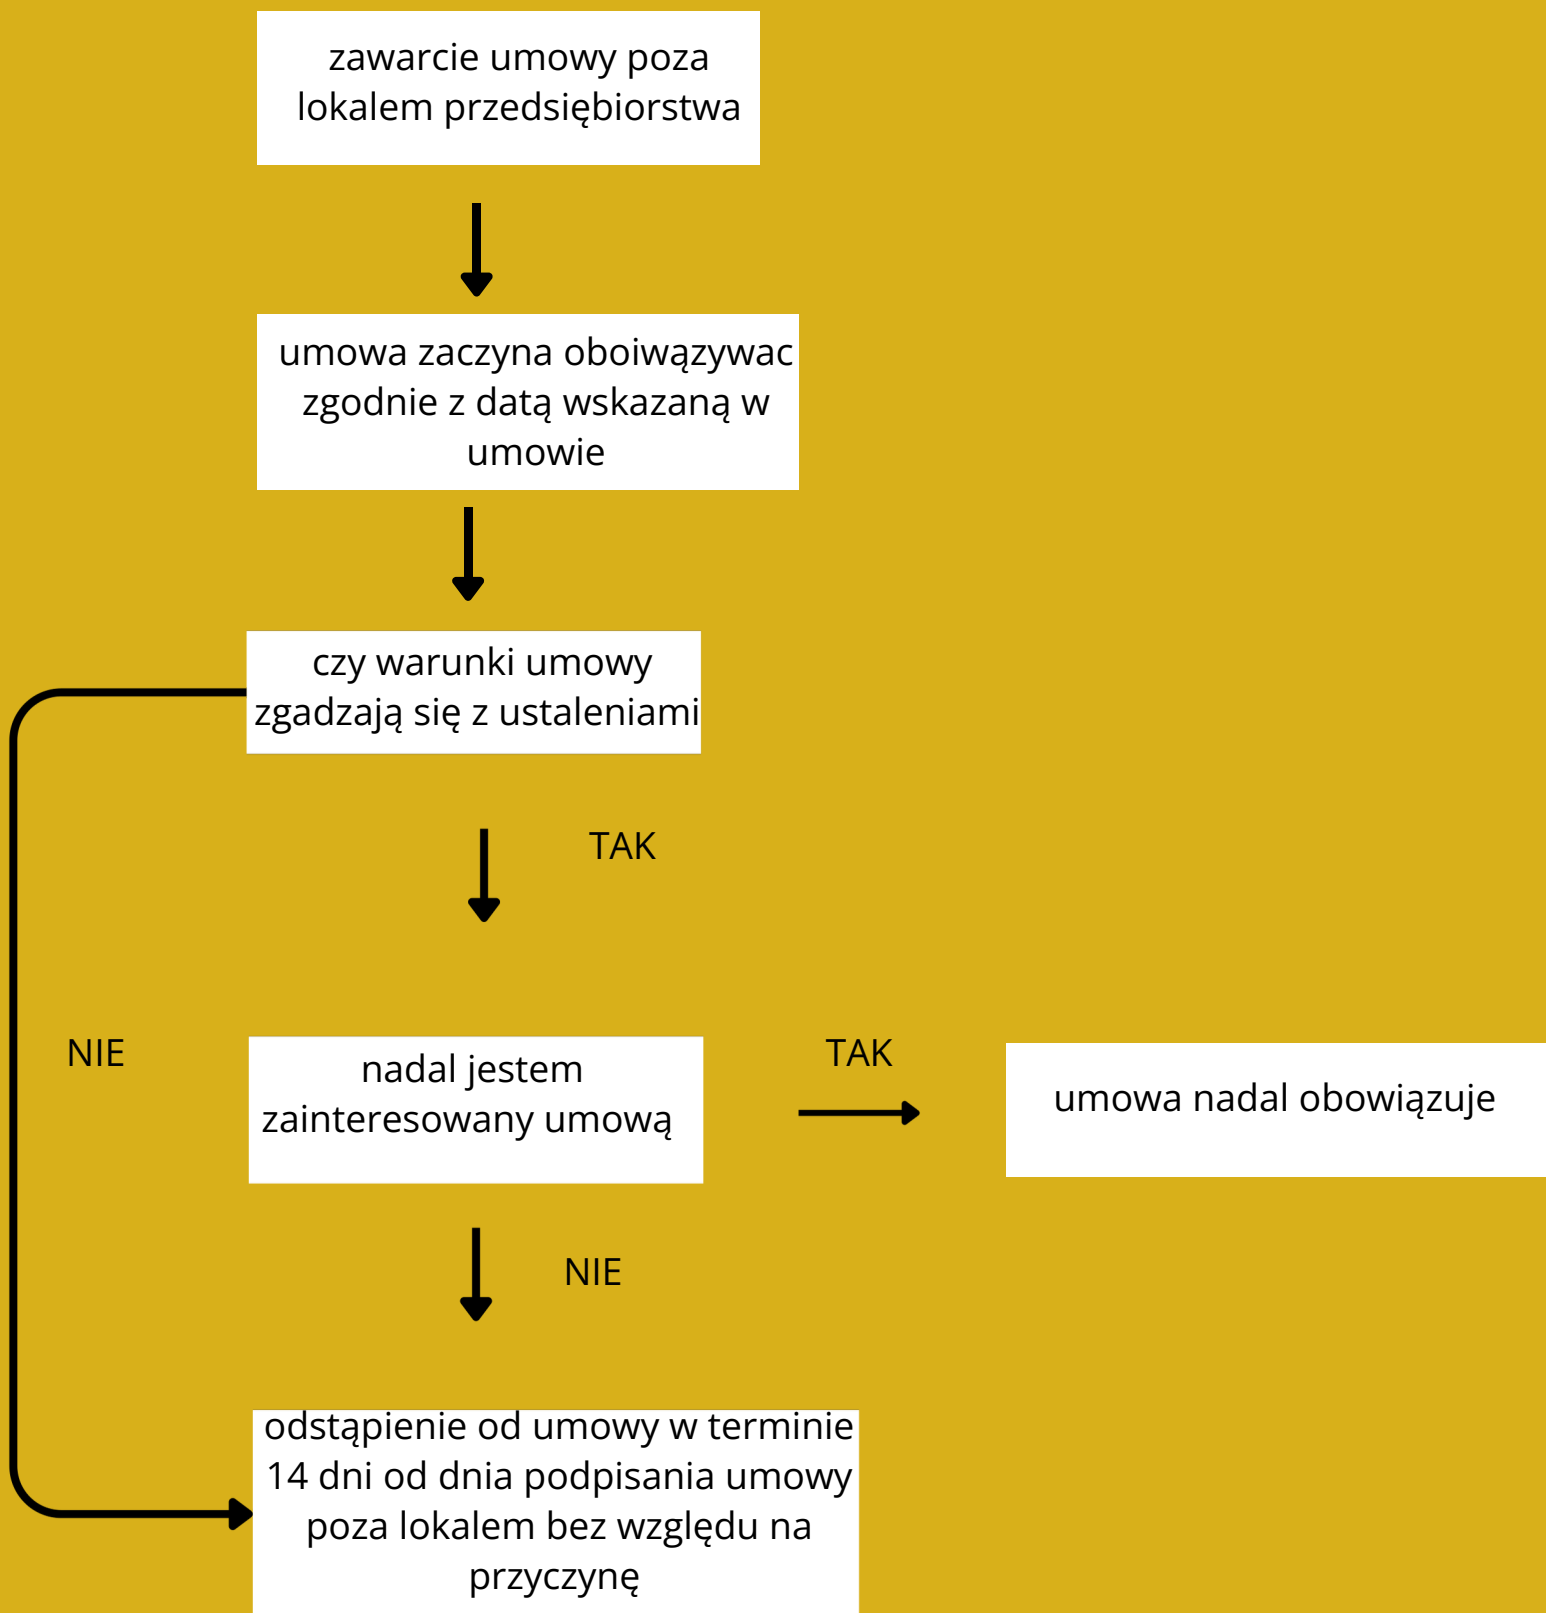 zawarcie umowy poza
lokalem przedsiębiorstwa
umowa zaczyna oboiwązywac
zgodnie z datą wskazaną w
umowie
czy warunki umowy
zgadzają się z ustaleniami
TAK
NIE
nadal jestem
zainteresowany umową
TAK
umowa nadal obowiązuje
NIE
odstąpienie od umowy w terminie
14 dni od dnia podpisania umowy
poza lokalem bez względu na
przyczynę